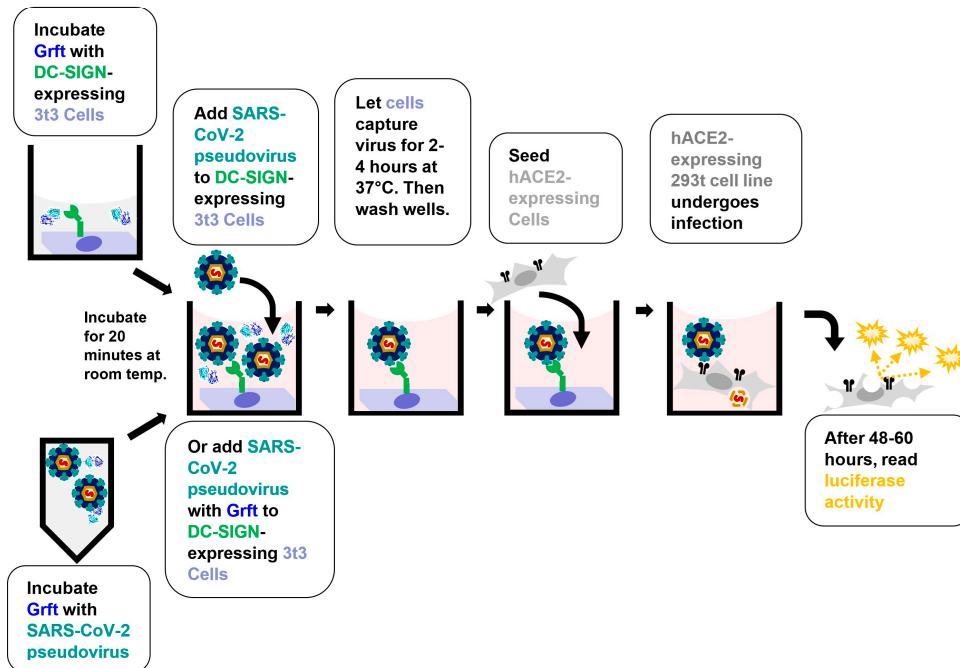 Incubate
Grft with
DC-SIGN-
expressing
3t3 Cells
Add SARS-
CoV-2
pseudovirus
to DC-SIGN-
expressing
3t3 Cells
Let cells
capture
virus for 2-
4 hours at
37°C. Then
wash wells.
Seed
hACE2-
expressing
Cells
hACE2-
expressing
293t cell line
undergoes
infection
Incubate
for 20
minutes at
room temp.
Or add SARS-
CoV-2
pseudovirus
with Grft to
DC-SIGN-
expressing 3t3
Cells
After 48-60
hours, read
luciferase
activity
Incubate
Grft with
SARS-CoV-2
pseudovirus